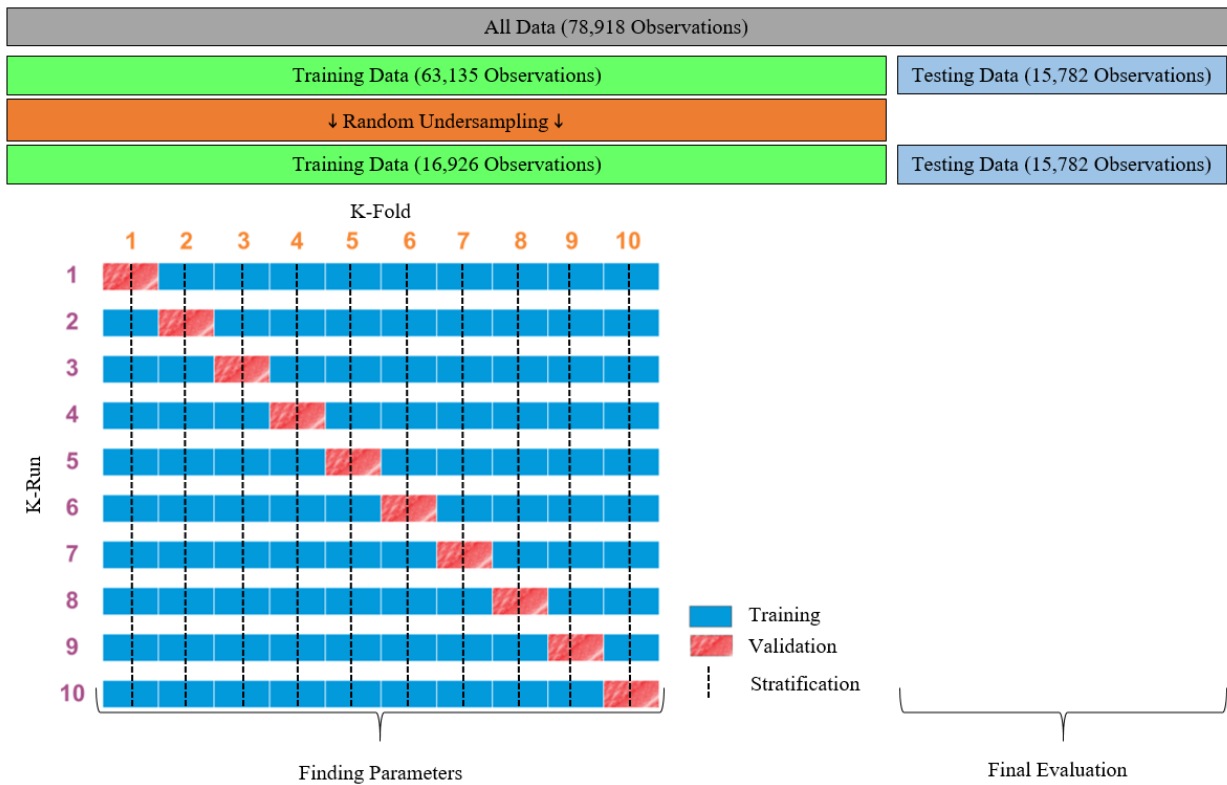 All Data (78,918 Observations)
Training Data (63,135 Observations)
Testing Data (15,782 Observations)
↓ Random Undersampling ↓
Training Data (16,926 Observations)
Testing Data (15,782 Observations)
K-Fold
1 2 3 4 5 6 7 8 9 10
K-Run
1
2
3
4
5
6
7
8
9
10
Training
Validation
Stratification
Finding Parameters
Final Evaluation